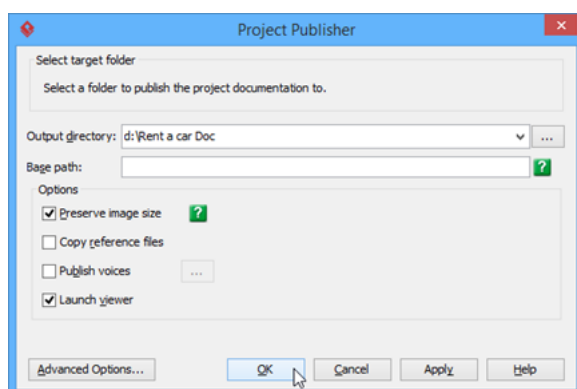 Project Publisher
Select target folder
Select a folder to publish the project documentation to.
Output directory: d:\Rent a car Doc ...
Base path: ?
Options
Preserve image size ?
Copy reference files
Publish voices ...
Launch viewer
Advanced Options... OK Cancel Apply Help